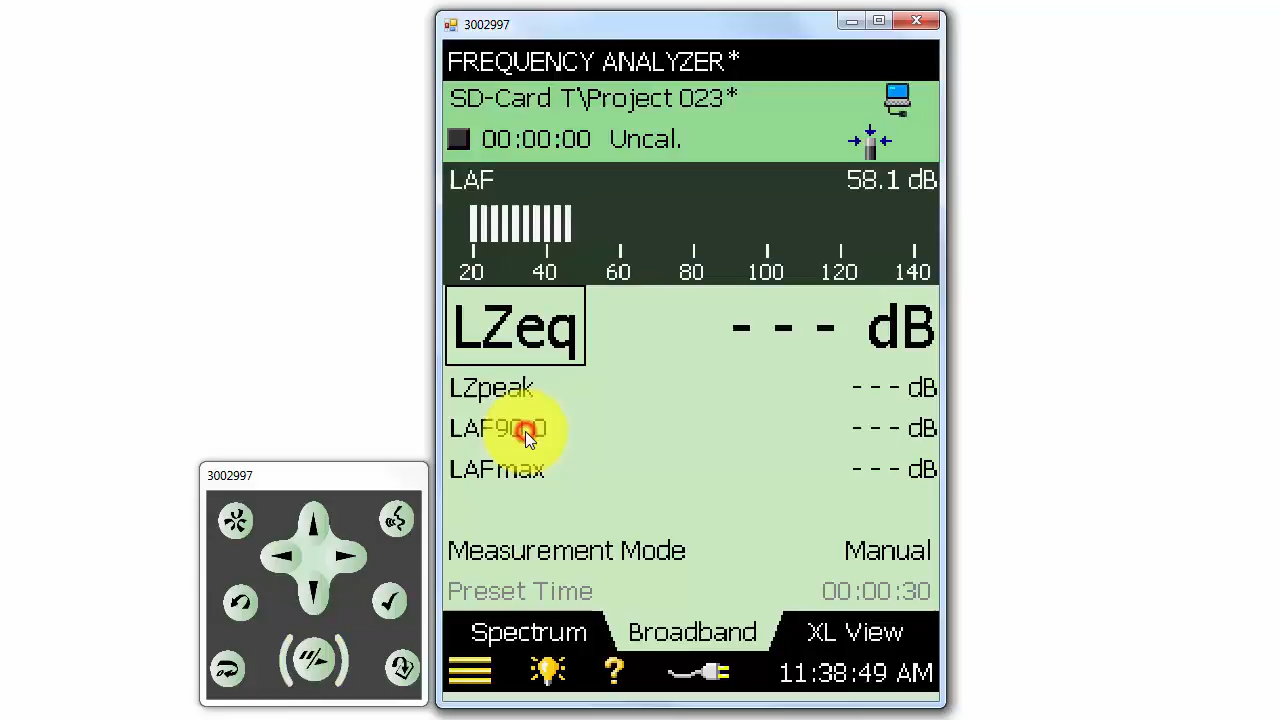 3002997
FREQUENCY ANALYZER*
SD-Card T\Project 023*
00:00:00 Uncal.
LAF 58.1 dB
20 40 60 80 100 120 140
LZeq - - - dB
LZpeak - - - dB
LAF90.0 - - - dB
LAFmax - - - dB
3002997
Measurement Mode Manual
Preset Time 00:00:30
Spectrum Broadband XL View
? 11:38:49 AM